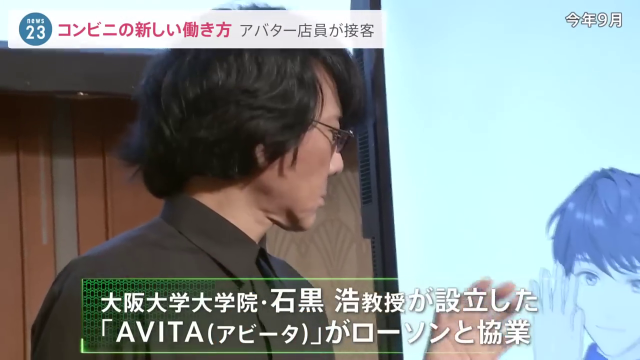 news
23
コンビニの新しい働き方 アバター店員が接客
今年9月
大阪大学大学院・石黒 浩教授が設立した
「AVITA(アビータ)」がローソンと協業